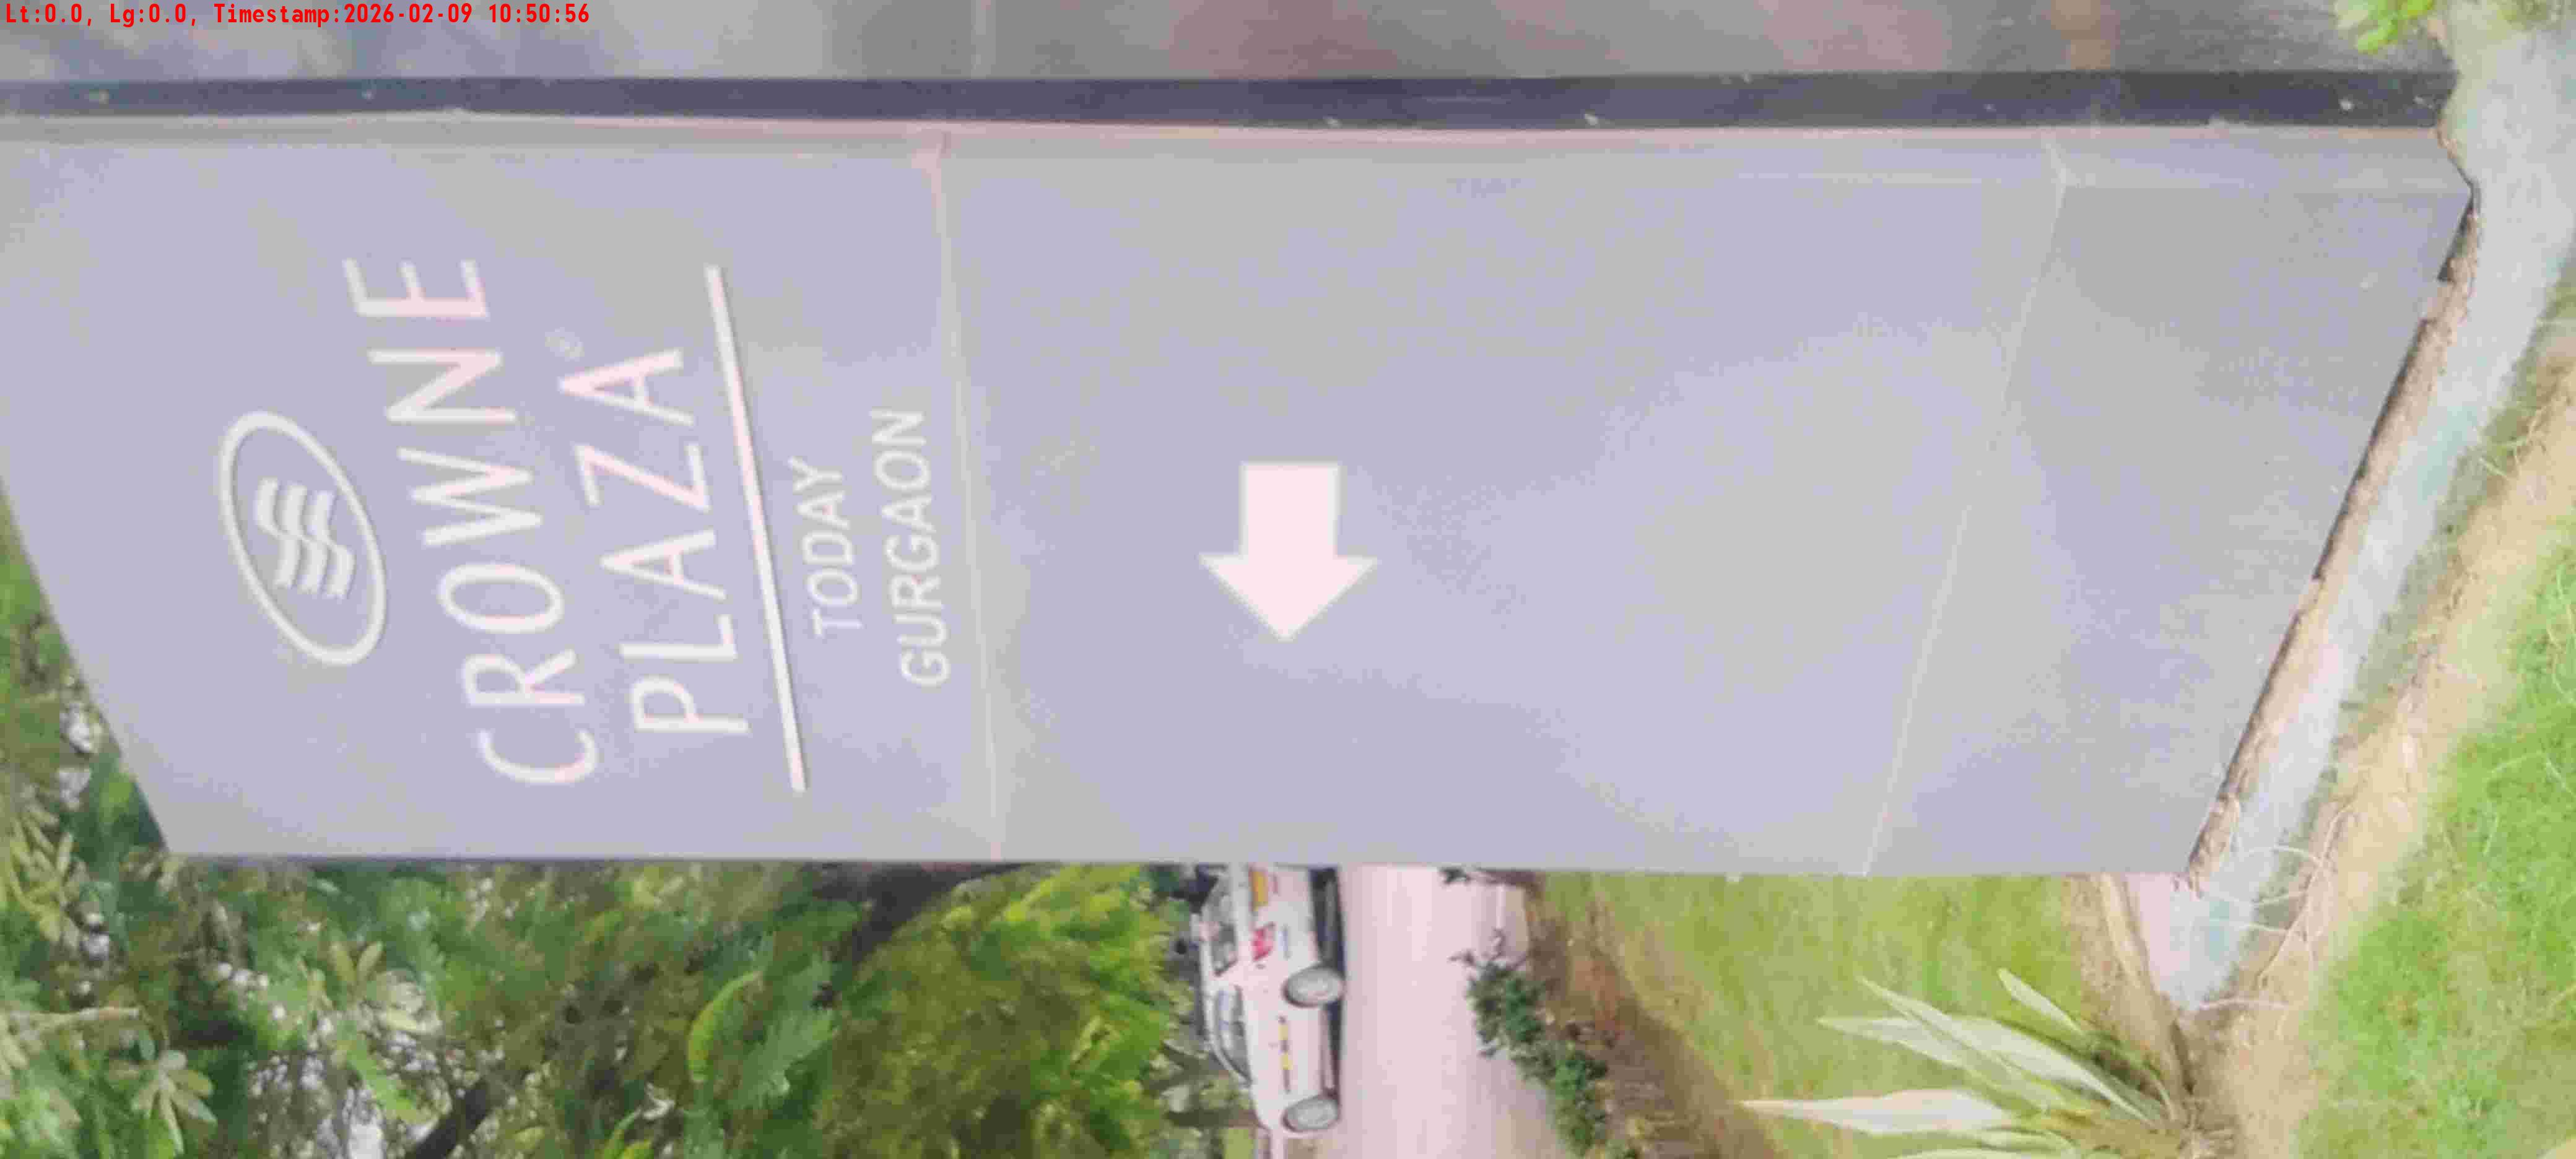 Lt:0.0, Lg:0.0, Timestamp:2026-02-09 10:50:56
CROWNE
PLAZA
TODAY
GURGAON